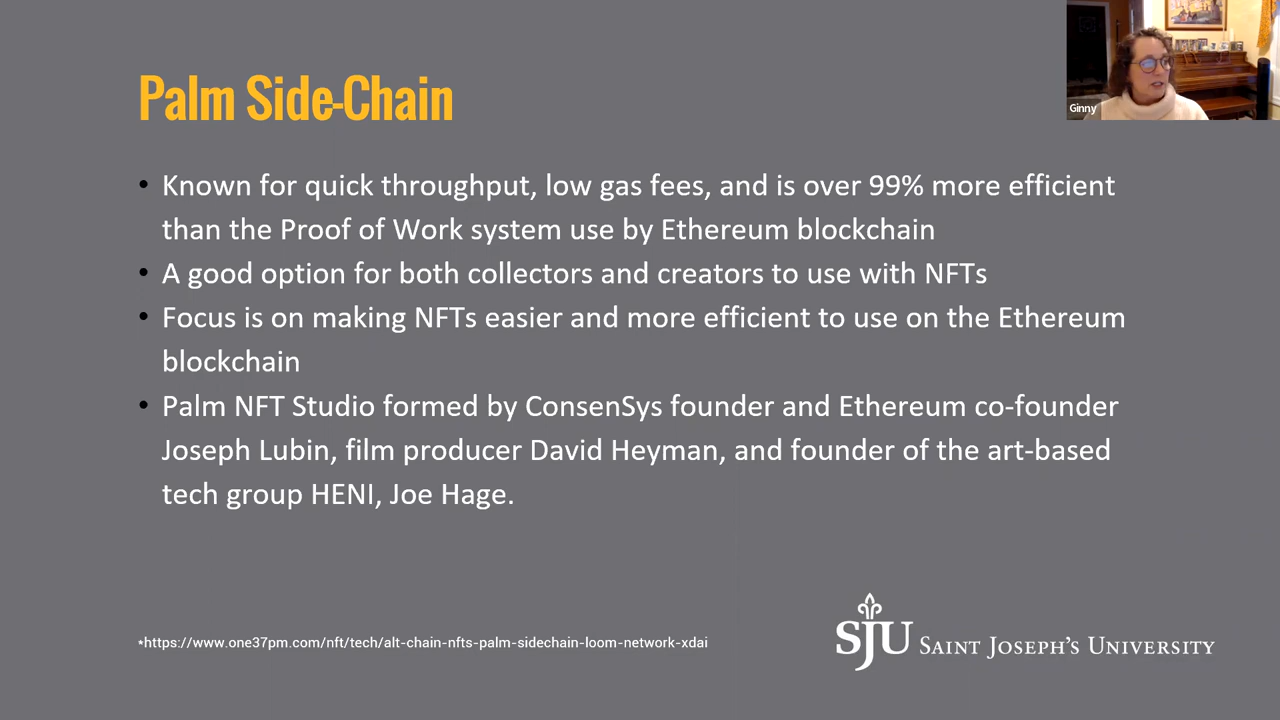 Palm Side-Chain
Ginny
• Known for quick throughput, low gas fees, and is over 99% more efficient
than the Proof of Work system use by Ethereum blockchain
• A good option for both collectors and creators to use with NFTs
• Focus is on making NFTs easier and more efficient to use on the Ethereum
blockchain
• Palm NFT Studio formed by ConsenSys founder and Ethereum co-founder
Joseph Lubin, film producer David Heyman, and founder of the art-based
tech group HENI, Joe Hage.
*https://www.one37pm.com/nft/tech/alt-chain-nfts-palm-sidechain-loom-network-xdai
SJU SAINT JOSEPH'S UNIVERSITY